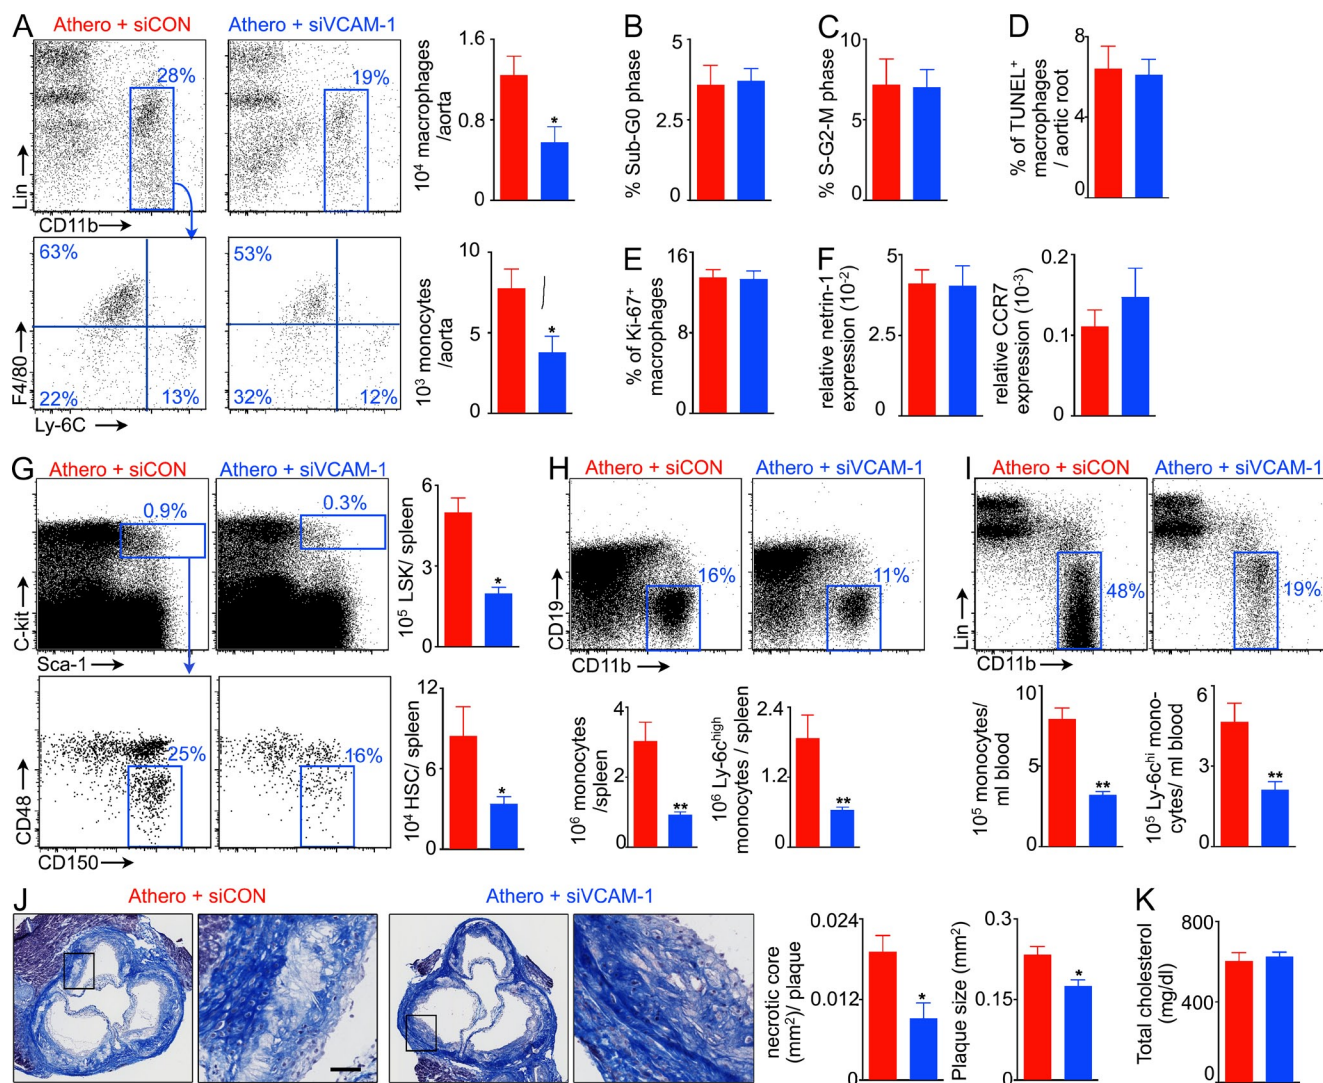 A
Athero + siCON
Athero + siVCAM-1
28%
19%
Lin
CD11b
63%
22%
13%
53%
32%
12%
F4/80
Ly-6C
10⁴ macrophages
/aorta
1.6
0.8
0
*
10³ monocytes
/aorta
10
5
0
*
B
% Sub-G0 phase
5
2.5
0
C
% S-G2-M phase
10
5
0
D
% of TUNEL⁺
macrophages
/ aortic root
8
4
0
E
% of Ki-67⁺
macrophages
16
8
0
F
relative netrin-1
expression (10⁻²)
5
2.5
0
relative CCR7
expression (10⁻³)
0.2
0.1
0
G
Athero + siCON
Athero + siVCAM-1
0.9%
0.3%
C-kit
Sca-1
25%
16%
CD48
CD150
10⁵ LSK/ spleen
6
3
0
*
10⁴ HSC/ spleen
12
6
0
*
H
Athero + siCON
Athero + siVCAM-1
16%
11%
CD19
CD11b
10⁶ monocytes
/spleen
4
2
0
**
10⁶ Ly-6cʰⁱᵍʰ
monocytes / spleen
2.4
1.2
0
**
I
Athero + siCON
Athero + siVCAM-1
48%
19%
Lin
CD11b
10⁵ monocytes/
ml blood
10
5
0
**
10⁵ Ly-6cʰⁱ mono-
cytes/ ml blood
6
3
0
**
J
Athero + siCON
Athero + siVCAM-1
necrotic core
(mm²)/ plaque
0.024
0.012
0
*
Plaque size (mm²)
0.3
0.15
0
*
K
Total cholesterol
(mg/dl)
800
400
0